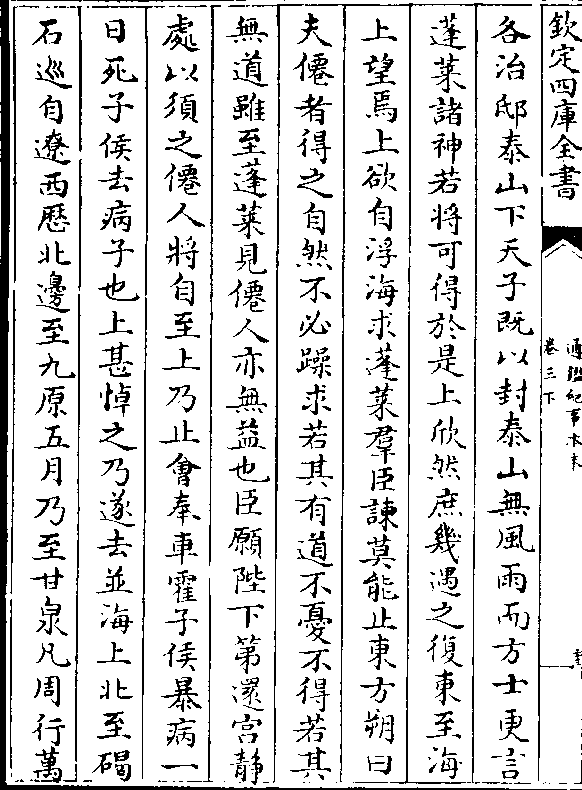 欽定四庫全書
通鑑紀事本末
卷三下
各治邸泰山下天子既以封泰山無風雨而方士更言
蓬萊諸神若將可得於是上欣然庶幾遇之復東至海
上望焉上欲自浮海求蓬萊羣臣諫莫能止東方朔曰
夫僊者得之自然不必躁求若其有道不憂不得若其
無道雖至蓬萊見僊人亦無益也臣願陛下第還宫静
處以須之僊人將自至上乃止會奉車霍子侯暴病一
日死子侯去病子也上甚悼之乃遂去並海上北至碣
石巡自遼西歷北邊至九原五月乃至甘泉凡周行萬